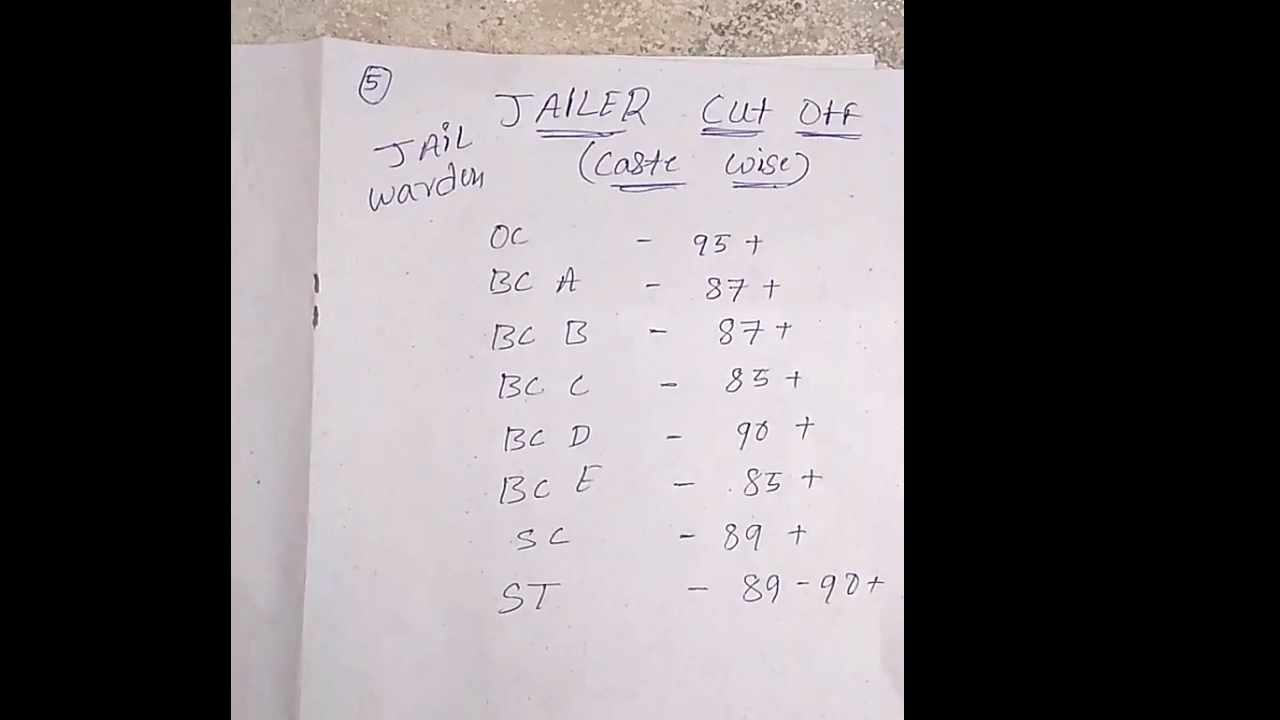 5
JAILER Cut Off
JAiL
warden
(Caste wise)
OC - 95 +
BC A - 87 +
BC B - 87 +
BC C - 85 +
BC D - 90 +
BC E - 85 +
SC - 89 +
ST - 89 - 90 +